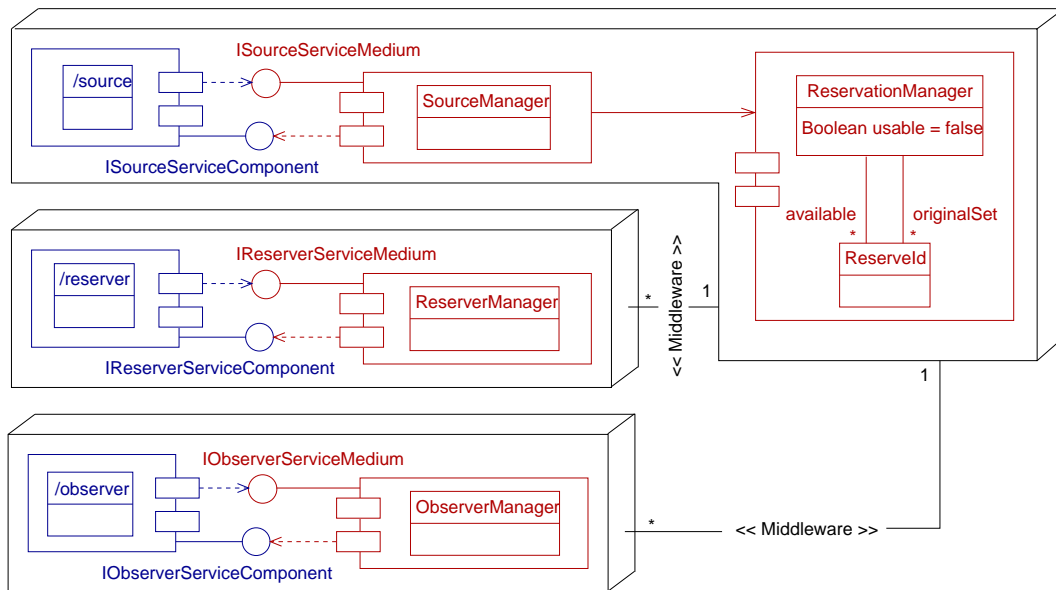 ISourceServiceMedium
/source
SourceManager
ISourceServiceComponent
ReservationManager
Boolean usable = false
available
originalSet
*
*
ReserveId
IReserverServiceMedium
/reserver
ReserverManager
IReserverServiceComponent
*
<< Middleware >>
1
1
IObserverServiceMedium
/observer
ObserverManager
IObserverServiceComponent
*
<< Middleware >>